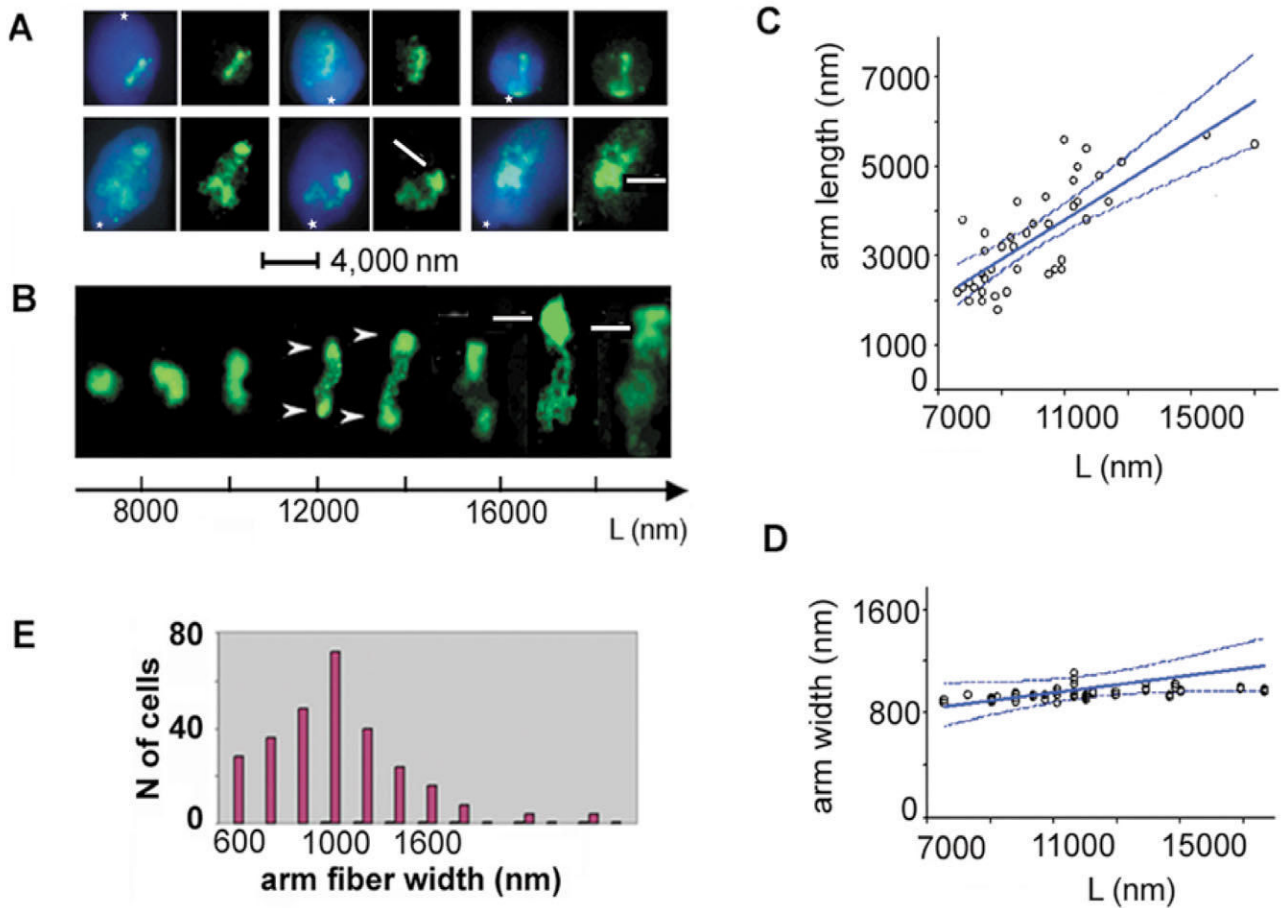 A
4,000 nm
B
8000 12000 16000
L (nm)
C
arm length (nm)
7000
5000
3000
1000
0
7000 11000 15000
L (nm)
D
arm width (nm)
1600
800
0
7000 11000 15000
L (nm)
E
N of cells
80
40
0
600 1000 1600
arm fiber width (nm)